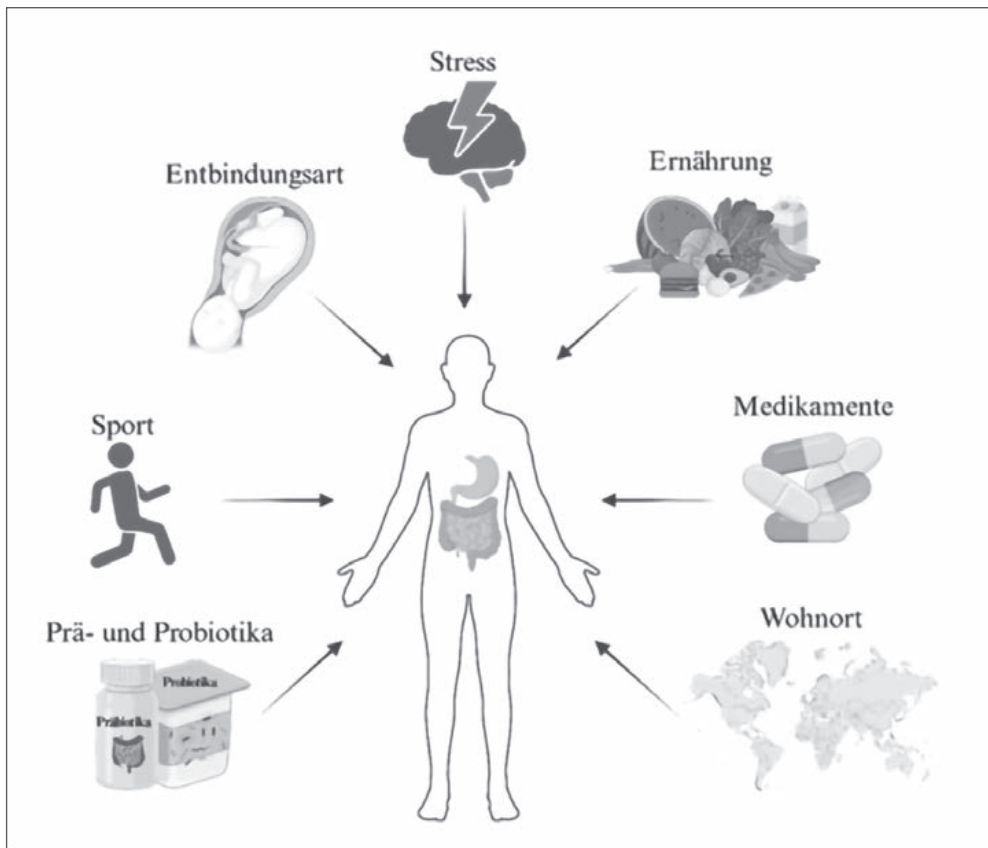 Stress
Entbindungsart
Ernährung
Sport
Medikamente
Prä- und Probiotika
Probiotika
Präbiotika
Wohnort